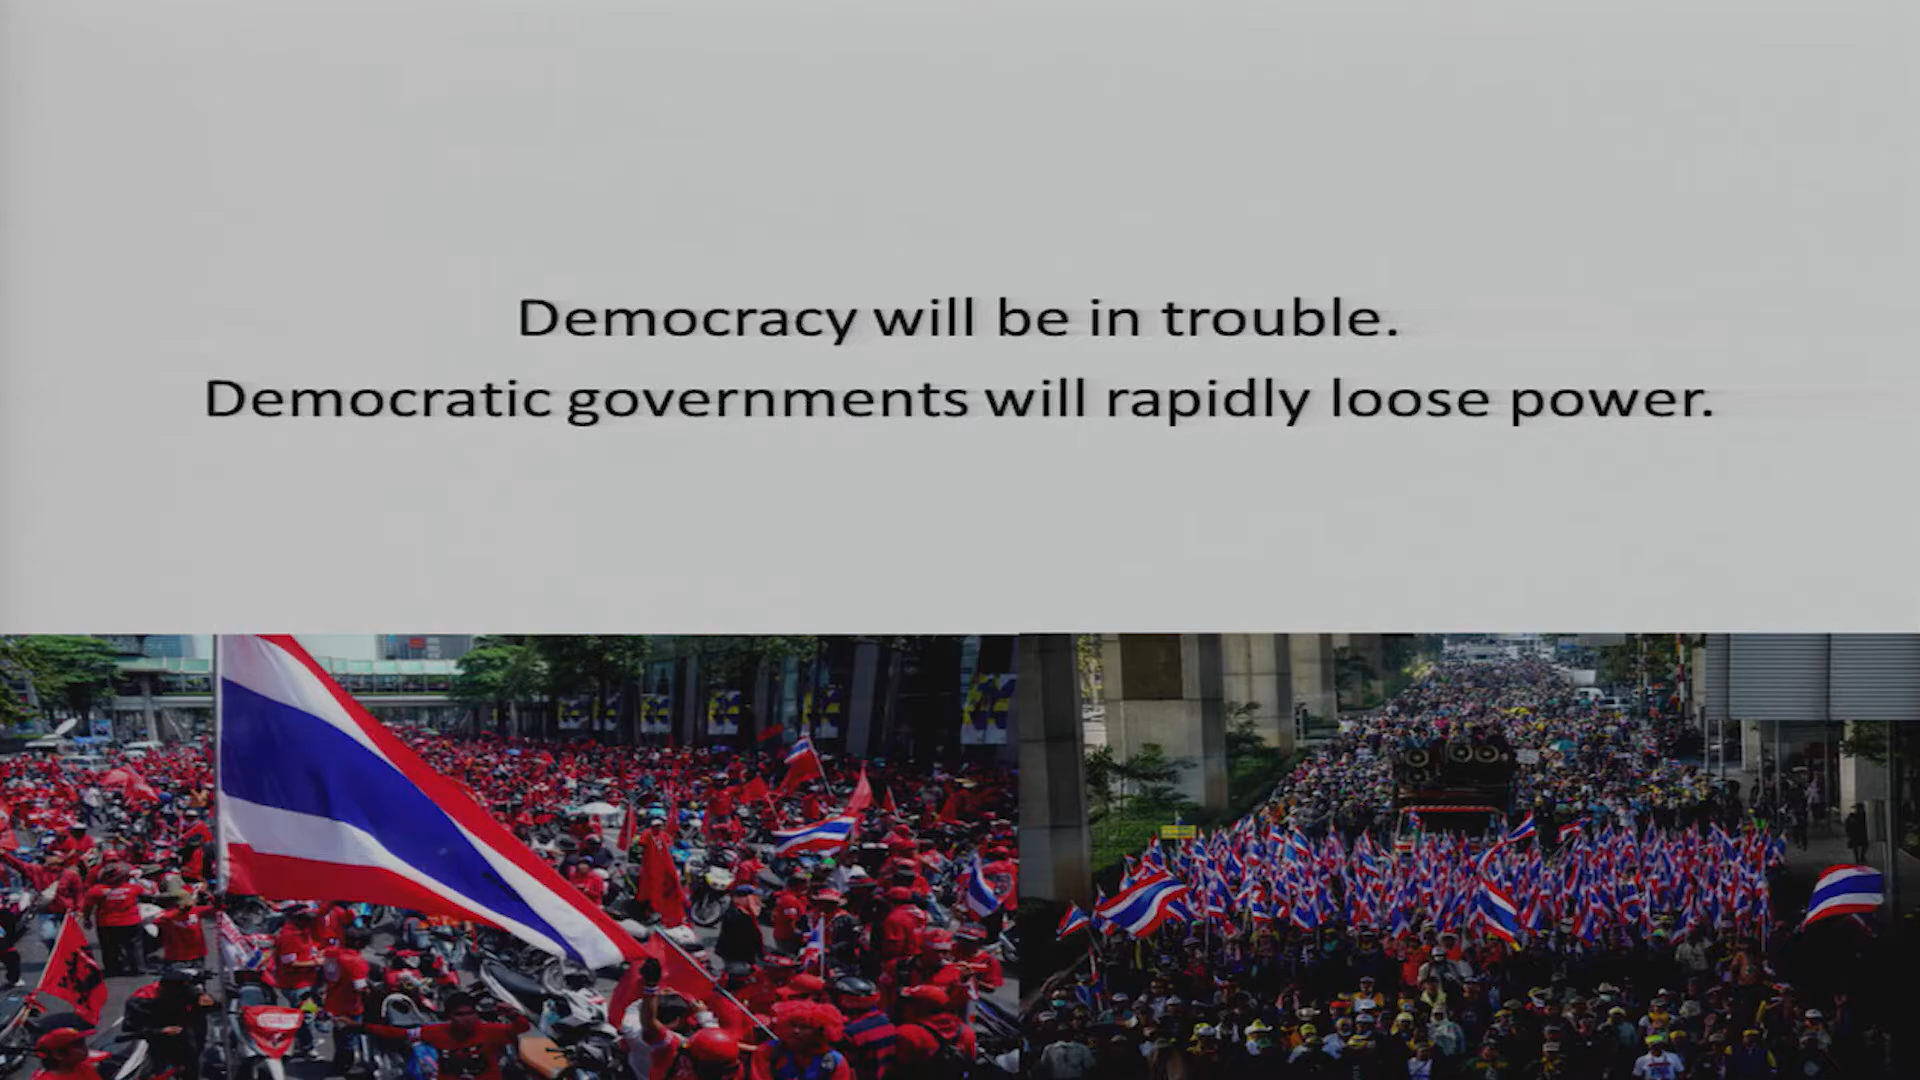 Democracy will be in trouble.
Democratic governments will rapidly loose power.